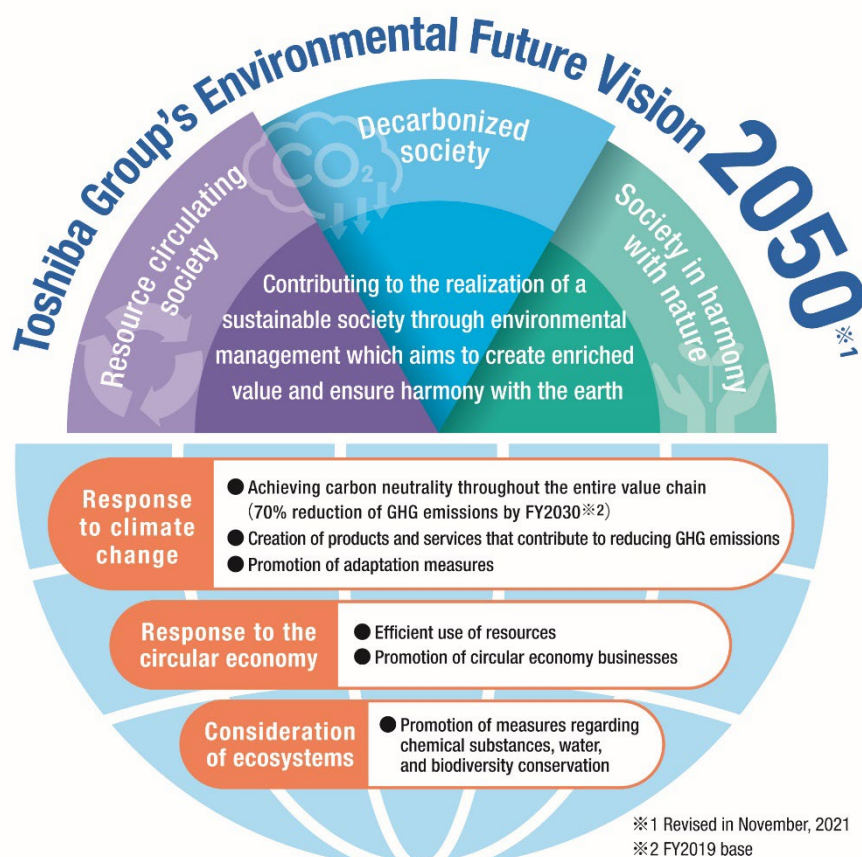 Toshiba Group's Environmental Future Vision 2050※1
Resource circulating
society
CO2
Decarbonized
society
Society in harmony
with nature
Contributing to the realization of a
sustainable society through environmental
management which aims to create enriched
value and ensure harmony with the earth
Response
to climate
change
● Achieving carbon neutrality throughout the entire value chain
(70% reduction of GHG emissions by FY2030※2)
● Creation of products and services that contribute to reducing GHG emissions
● Promotion of adaptation measures
Response to the
circular economy
● Efficient use of resources
● Promotion of circular economy businesses
Consideration
of ecosystems
● Promotion of measures regarding
chemical substances, water,
and biodiversity conservation
※1 Revised in November, 2021
※2 FY2019 base